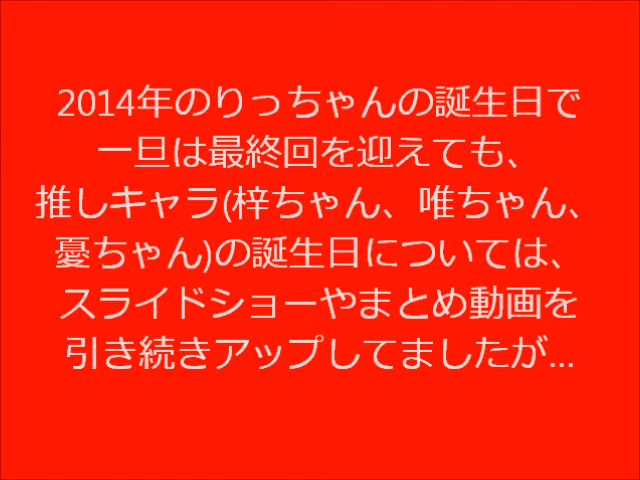 2014年のりっちゃんの誕生日で
一旦は最終回を迎えても、
推しキャラ(梓ちゃん、唯ちゃん、
憂ちゃん)の誕生日については、
スライドショーやまとめ動画を
引き続きアップしてましたが...